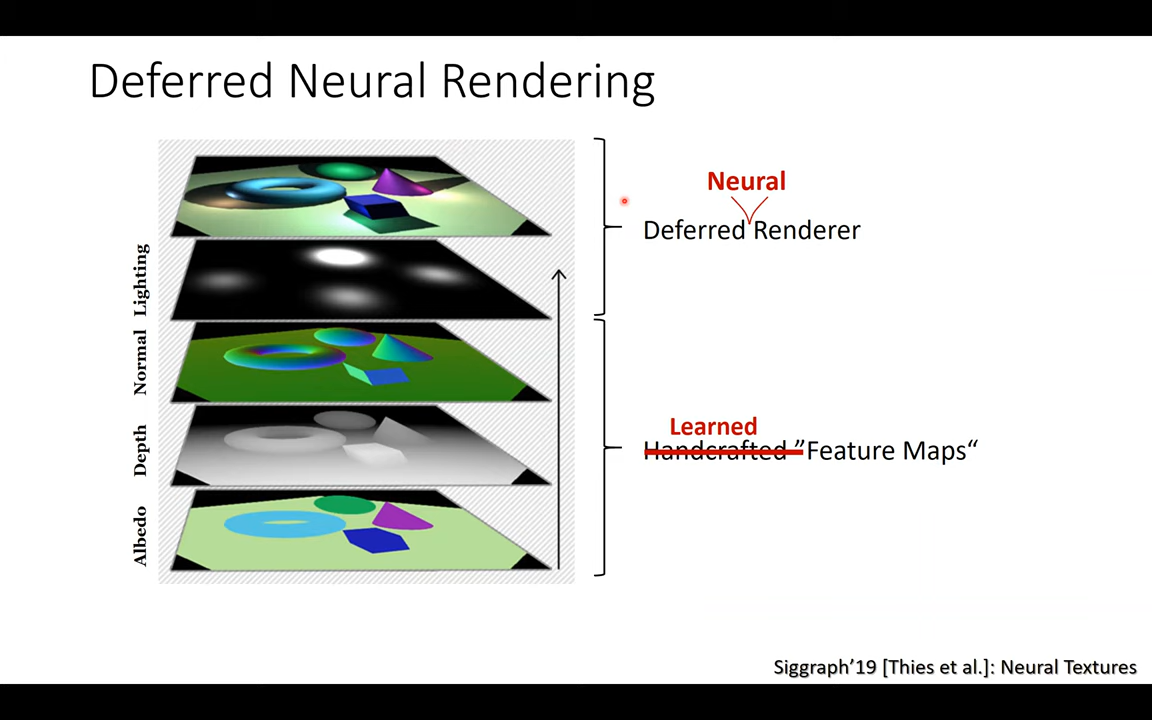 Deferred Neural Rendering
Lighting
Normal
Depth
Albedo
Neural
Deferred Renderer
Learned
Handcrafted ”Feature Maps“
Siggraph’19 [Thies et al.]: Neural Textures